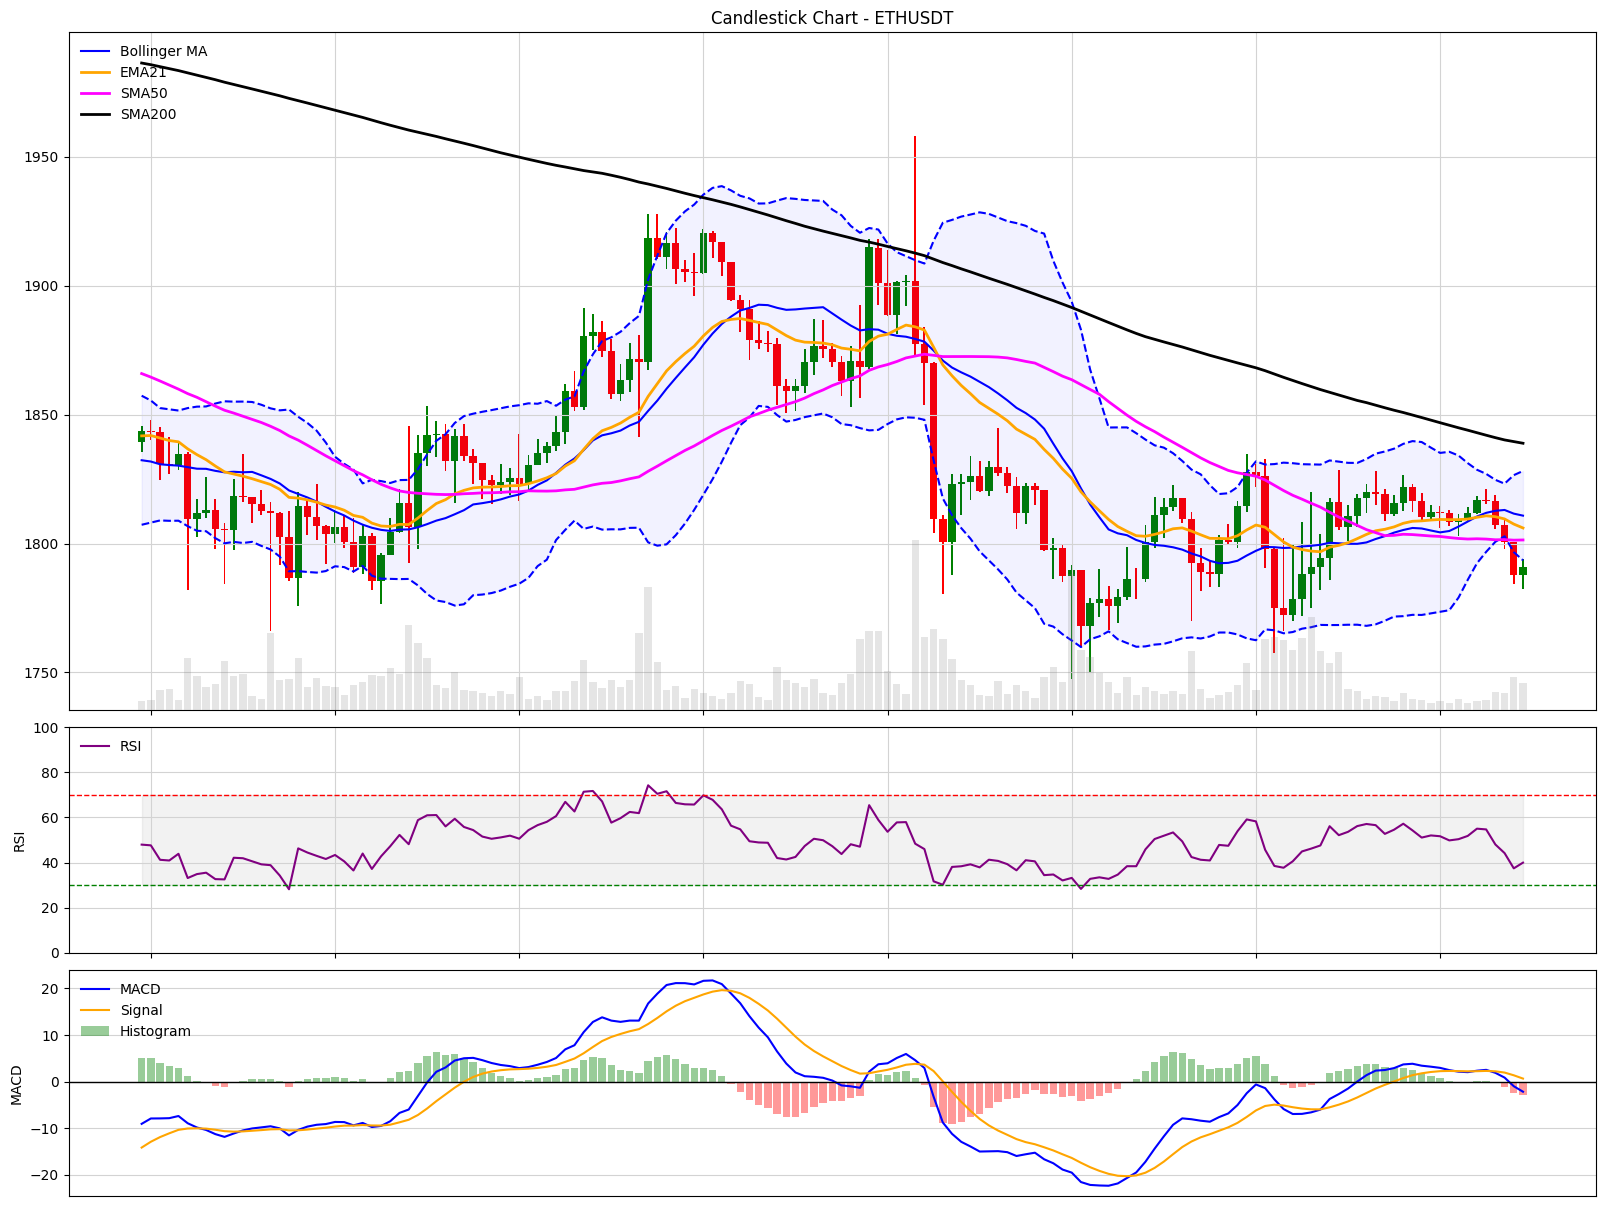 Candlestick Chart - ETHUSDT
Bollinger MA
EMA21
SMA50
SMA200
1950
1900
1850
1800
1750
RSI
100
80
60
40
20
0
RSI
MACD
Signal
Histogram
20
10
0
−10
−20
MACD